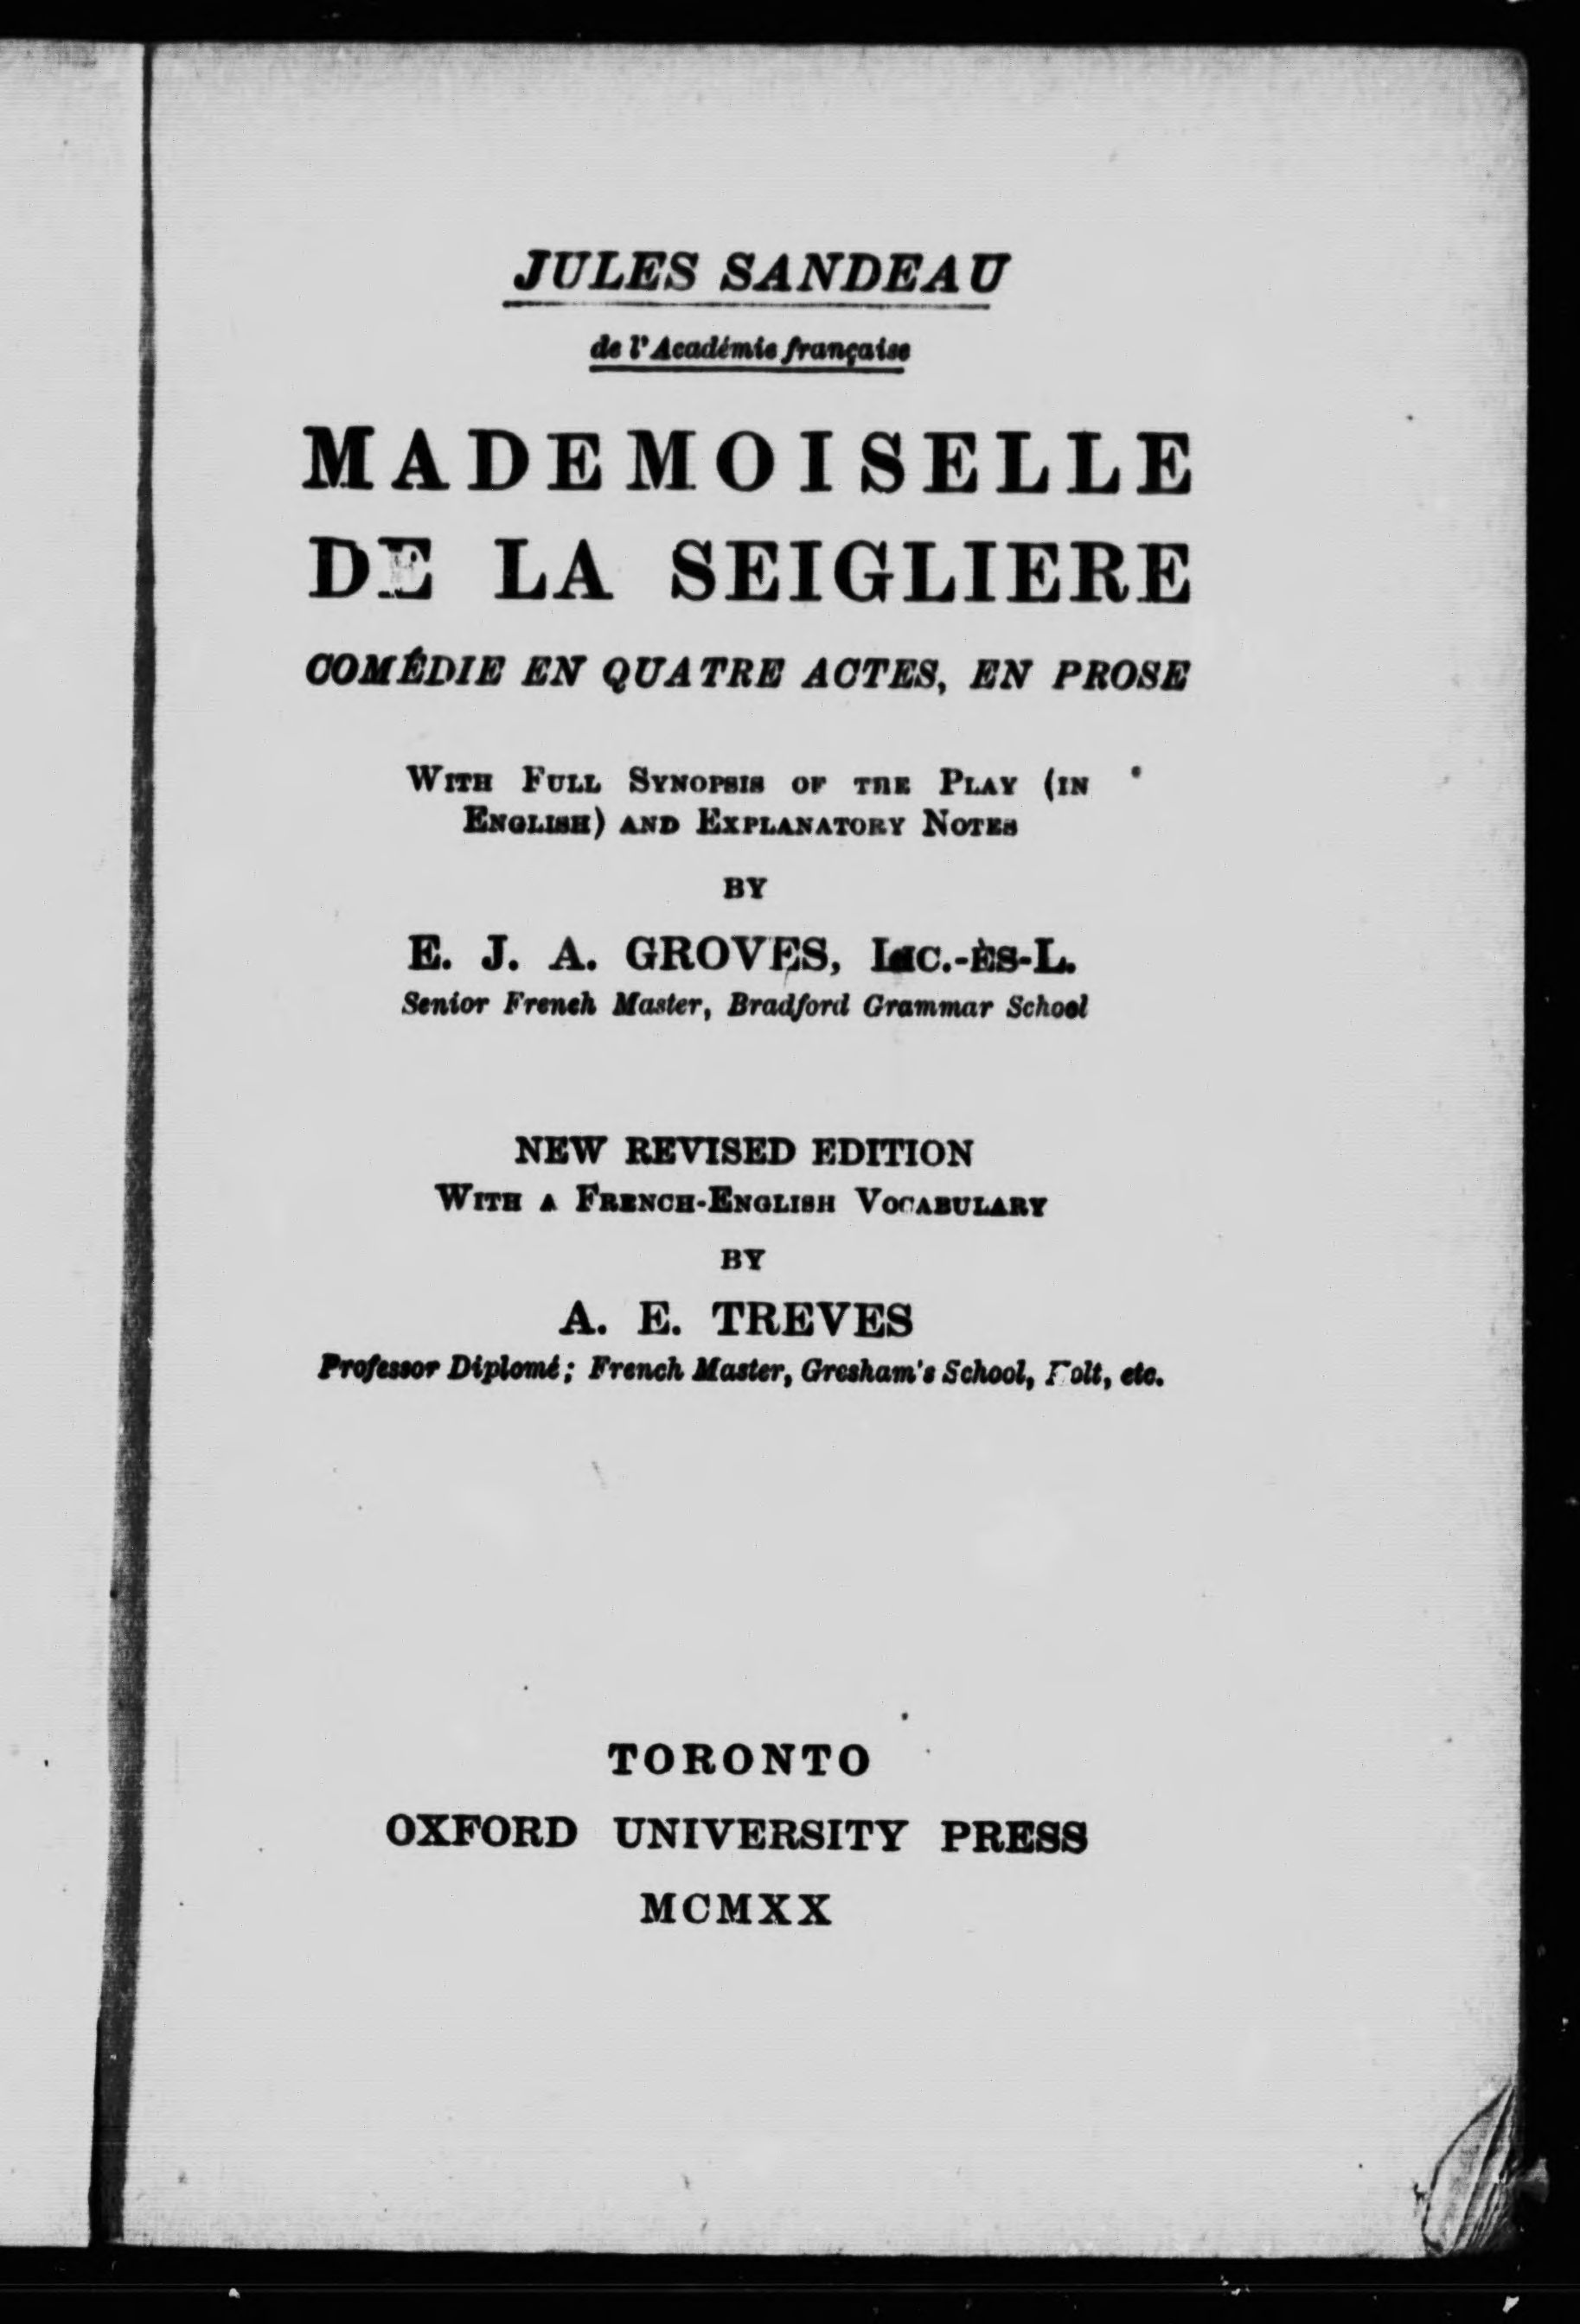 JULES SANDEAU
de l'Académie française
MADEMOISELLE
DE LA SEIGLIERE
COMÉDIE EN QUATRE ACTES, EN PROSE
WITH FULL SYNOPSIS OF THE PLAY (IN
ENGLISH) AND EXPLANATORY NOTES
BY
E. J. A. GROVES, LIC.-ÈS-L.
Senior French Master, Bradford Grammar School
NEW REVISED EDITION
WITH A FRENCH-ENGLISH VOCABULARY
BY
A. E. TREVES
Professor Diplomé; French Master, Gresham's School, Holt, etc.
TORONTO
OXFORD UNIVERSITY PRESS
MCMXX